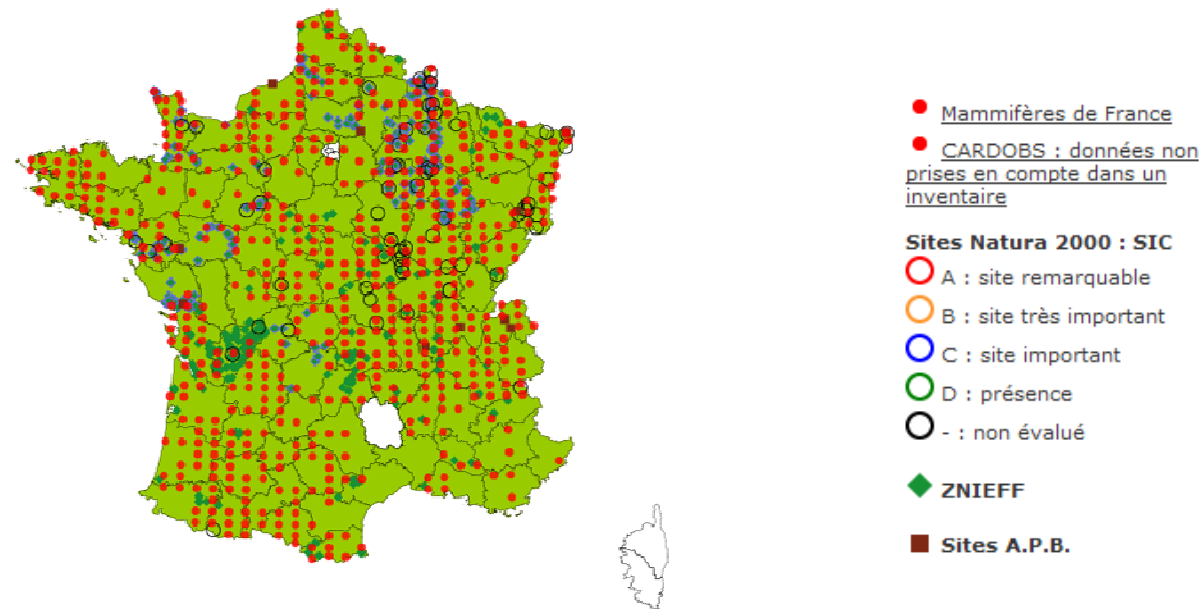 Mammifères de France
CARDOBS : données non
prises en compte dans un
inventaire
Sites Natura 2000 : SIC
A : site remarquable
B : site très important
C : site important
D : présence
- : non évalué
ZNIEFF
Sites A.P.B.